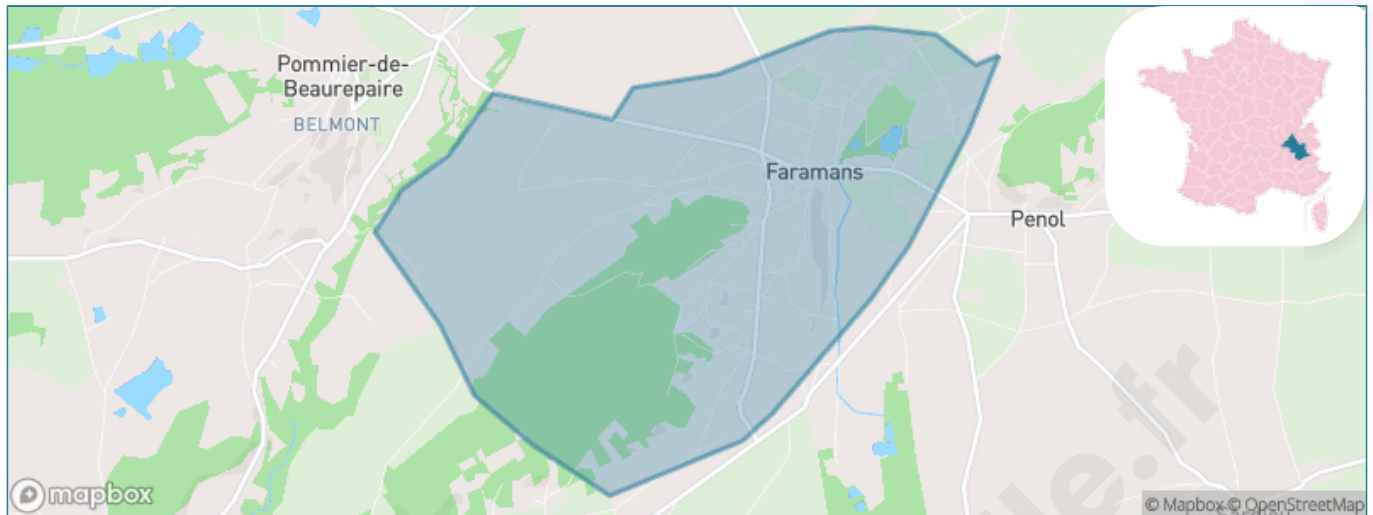 Pommier-de-
Beaurepaire
BELMONT
Faramans
Penol
mapbox
© Mapbox © OpenStreetMap